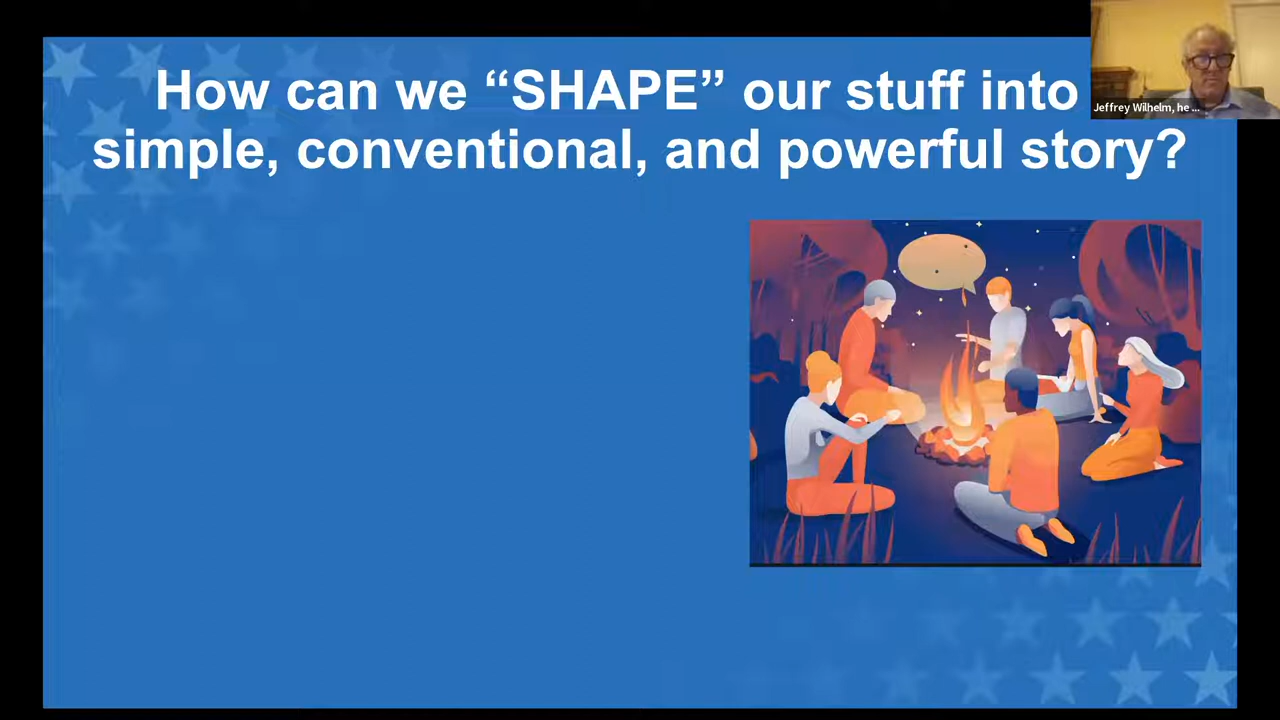 How can we “SHAPE” our stuff into
simple, conventional, and powerful story?
Jeffrey Wilhelm, he ...